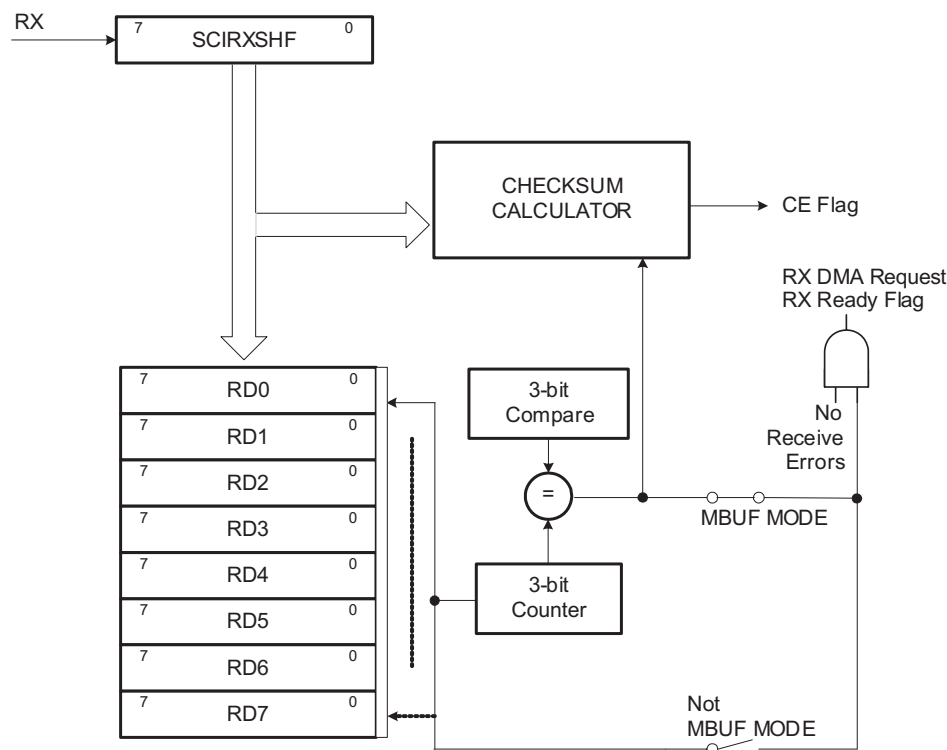 RX
7 SCIRXSHF 0
CHECKSUM
CALCULATOR
CE Flag
RX DMA Request
RX Ready Flag
7 RD0 0
7 RD1 0
7 RD2 0
7 RD3 0
7 RD4 0
7 RD5 0
7 RD6 0
7 RD7 0
3-bit
Compare
=
3-bit
Counter
No
Receive
Errors
MBUF MODE
Not
MBUF MODE